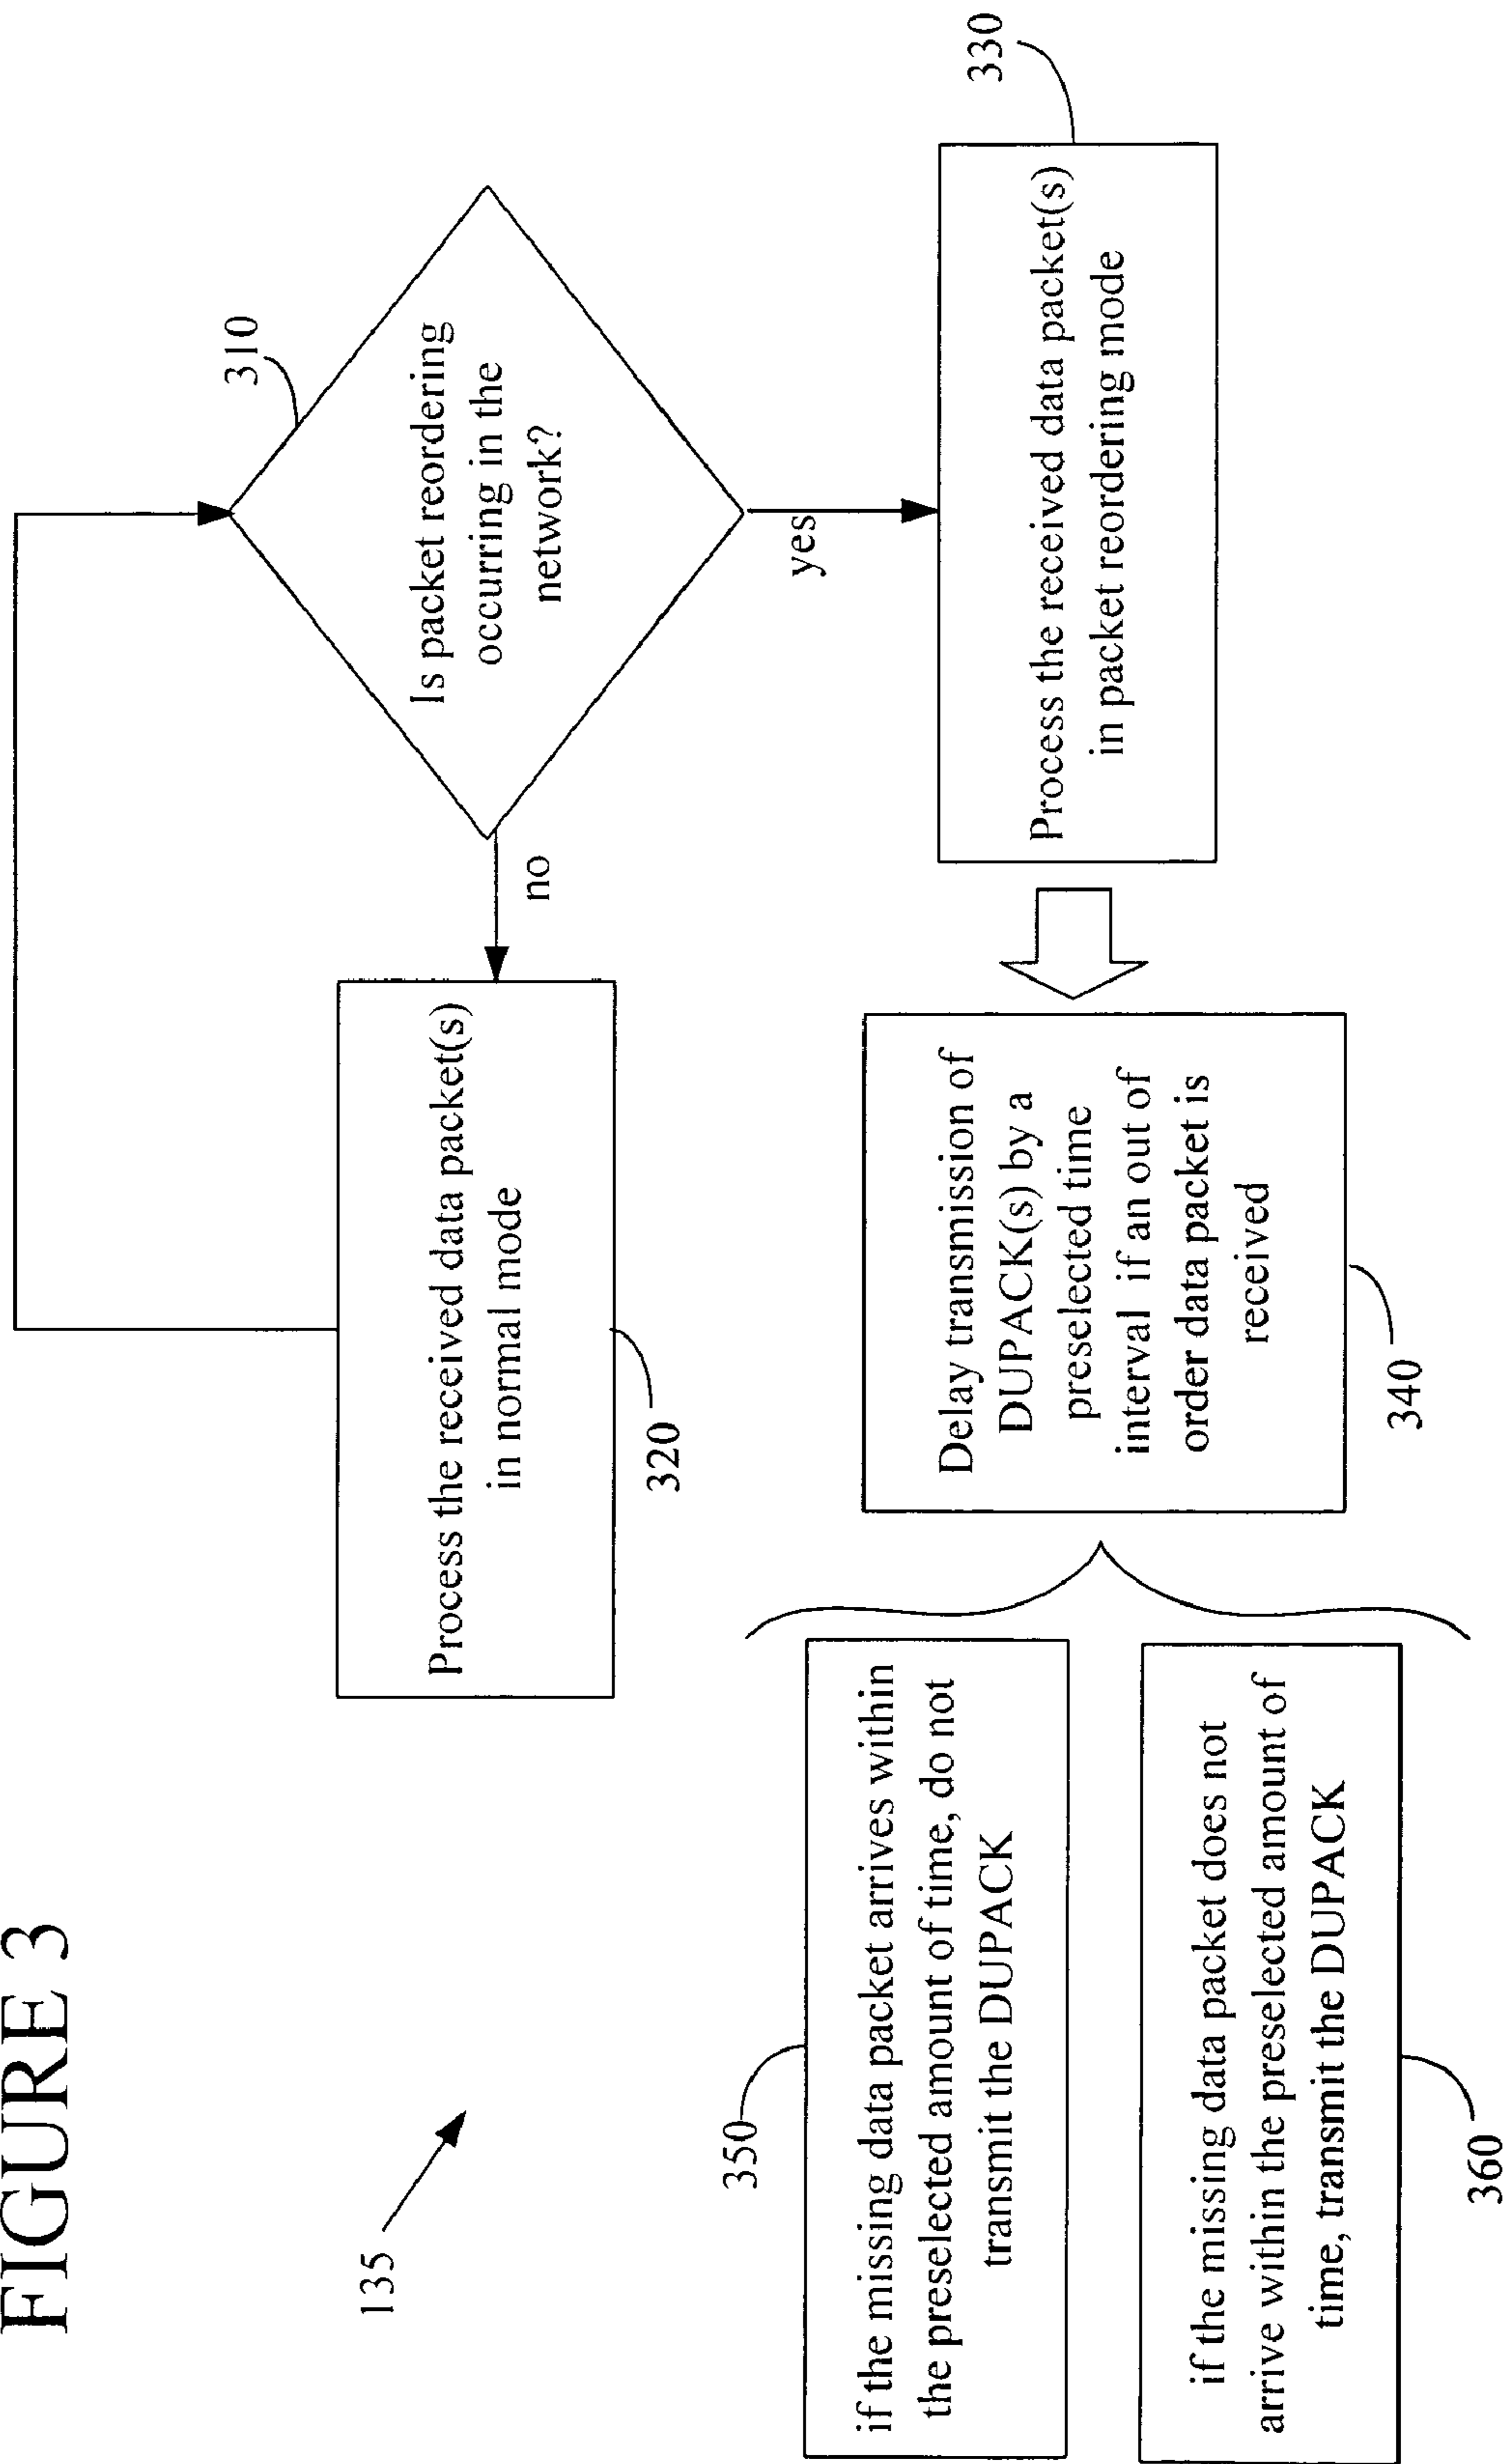 FIGURE 3
135
310
Is packet reordering
occurring in the
network?
no
yes
Process the received data packet(s)
in normal mode
320
330
Process the received data packet(s)
in packet reordering mode
Delay transmission of
DUPACK(s) by a
preselected time
interval if an out of
order data packet is
received
340
350
if the missing data packet arrives within
the preselected amount of time, do not
transmit the DUPACK
if the missing data packet does not
arrive within the preselected amount of
time, transmit the DUPACK
360